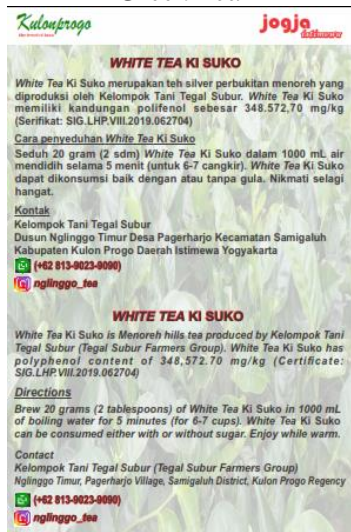 Kulonprogo
jogja
WHITE TEA KI SUKO
White Tea Ki Suko merupakan teh silver perbukitan menoreh yang
diproduksi oleh Kelompok Tani Tegal Subur. White Tea Ki Suko
memiliki kandungan polifenol sebesar 348.572,70 mg/kg
(Serifikat: SIG.LHP.VIII.2019.062704)
Cara penyeduhan White Tea Ki Suko
Seduh 20 gram (2 sdm) White Tea Ki Suko dalam 1000 mL air
mendidih selama 5 menit (untuk 6-7 cangkir). White Tea Ki Suko
dapat dikonsumsi baik dengan atau tanpa gula. Nikmati selagi
hangat.
Kontak
Kelompok Tani Tegal Subur
Dusun Nglinggo Timur Desa Pagerharjo Kecamatan Samigaluh
Kabupaten Kulon Progo Daerah Istimewa Yogyakarta
(+62 813-9023-9090)
nglinggo_tea
WHITE TEA KI SUKO
White Tea Ki Suko is Menoreh hills tea produced by Kelompok Tani
Tegal Subur (Tegal Subur Farmers Group). White Tea Ki Suko has
polyphenol content of 348,572.70 mg/kg (Certificate:
SIG.LHP.VIII.2019.062704)
Directions
Brew 20 grams (2 tablespoons) of White Tea Ki Suko in 1000 mL
of boiling water for 5 minutes (for 6-7 cups). White Tea Ki Suko
can be consumed either with or without sugar. Enjoy while warm.
Contact
Kelompok Tani Tegal Subur (Tegal Subur Farmers Group)
Nglinggo Timur, Pagerharjo Village, Samigaluh District, Kulon Progo Regency
(+62 813-9023-9090)
nglinggo_tea